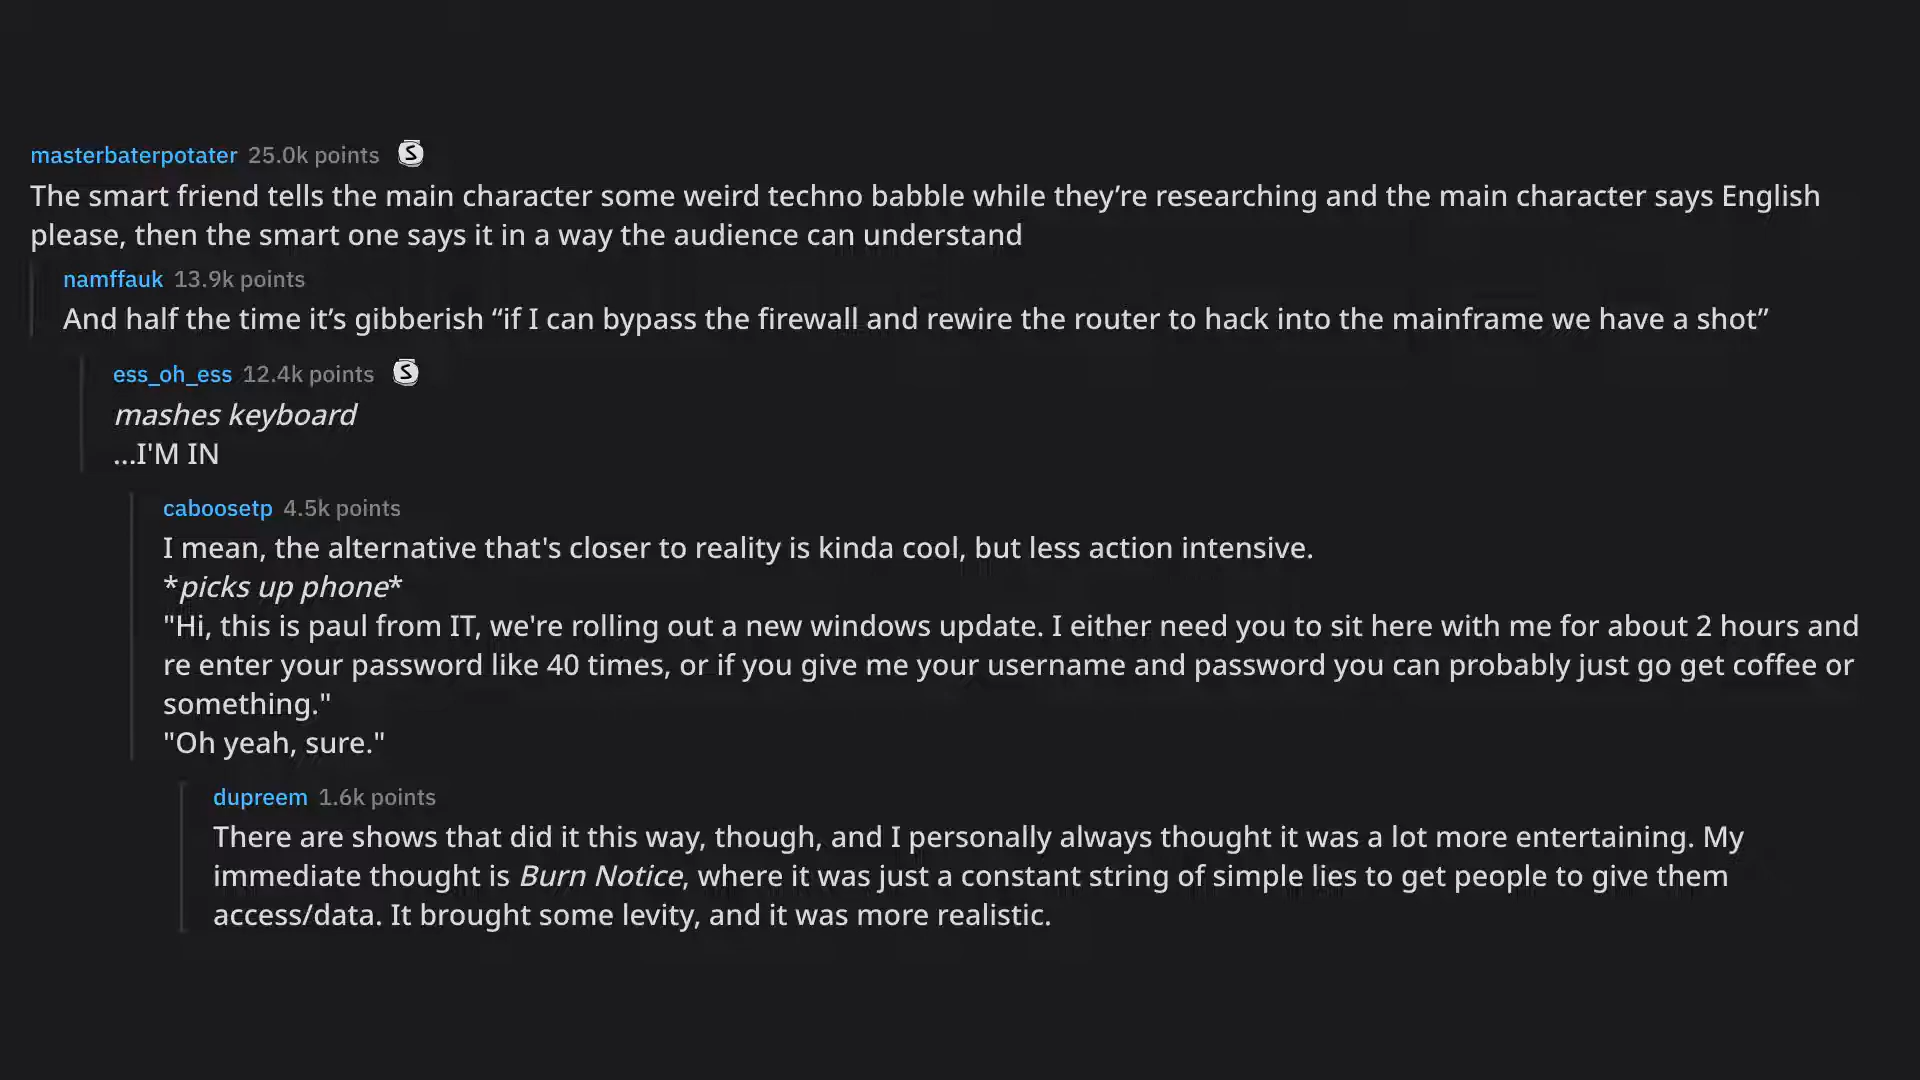 masterbaterpotater 25.0k points S
The smart friend tells the main character some weird techno babble while they’re researching and the main character says English
please, then the smart one says it in a way the audience can understand
namffauk 13.9k points
And half the time it’s gibberish “if I can bypass the firewall and rewire the router to hack into the mainframe we have a shot”
ess_oh_ess 12.4k points S
mashes keyboard
...I'M IN
caboosetp 4.5k points
I mean, the alternative that's closer to reality is kinda cool, but less action intensive.
*picks up phone*
"Hi, this is paul from IT, we're rolling out a new windows update. I either need you to sit here with me for about 2 hours and
re enter your password like 40 times, or if you give me your username and password you can probably just go get coffee or
something."
"Oh yeah, sure."
dupreem 1.6k points
There are shows that did it this way, though, and I personally always thought it was a lot more entertaining. My
immediate thought is Burn Notice, where it was just a constant string of simple lies to get people to give them
access/data. It brought some levity, and it was more realistic.